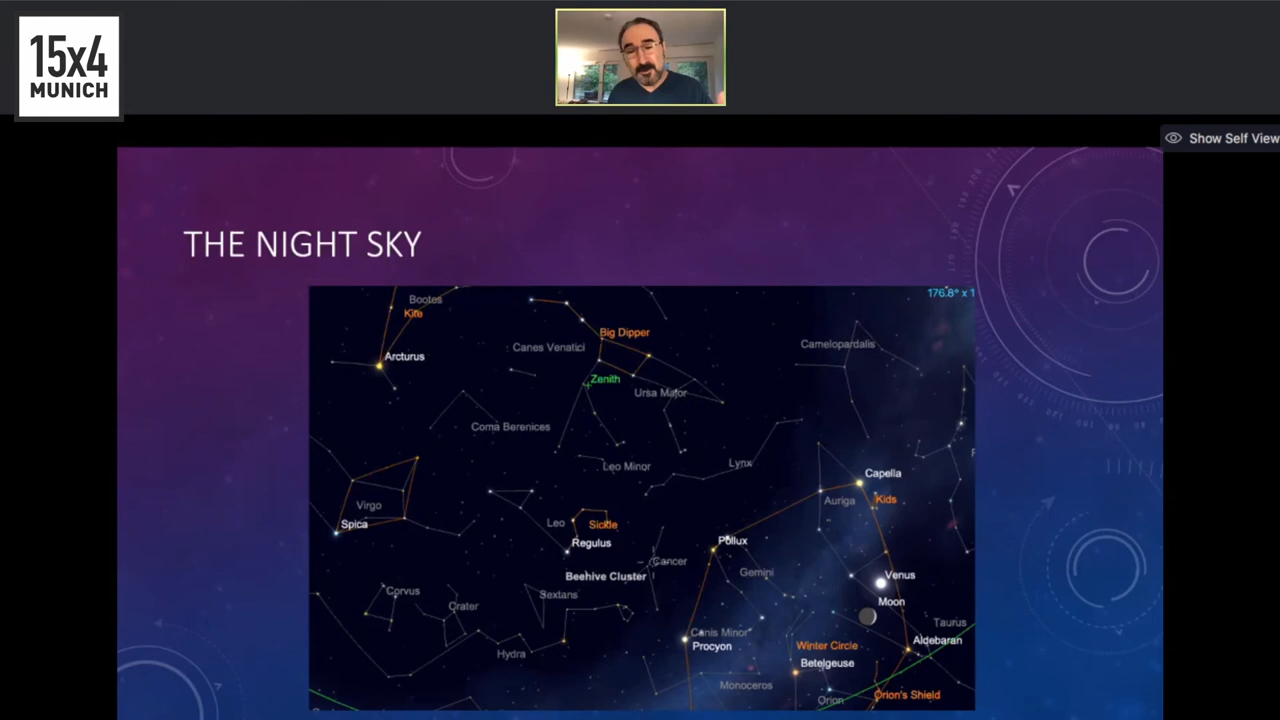 15x4
MUNICH
Show Self View
THE NIGHT SKY
176.8° x 1
Bootes
Kite
Big Dipper
Canes Venatici
Camelopardalis
Arcturus
Zenith
Ursa Major
Coma Berenices
Leo Minor
Lynx
Capella
Auriga
Kids
Virgo
Spica
Leo
Sickle
Regulus
Pollux
Cancer
Gemini
Beehive Cluster
Venus
Moon
Corvus
Crater
Sextans
Taurus
Canis Minor
Procyon
Aldebaran
Winter Circle
Hydra
Betelgeuse
Monoceros
Orion
Orion's Shield